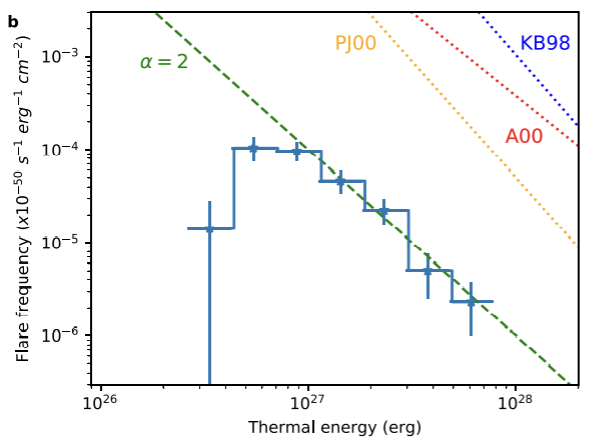 b
α = 2
PJ00
KB98
A00
Flare frequency (x10⁻⁵⁰ s⁻¹ erg⁻¹ cm⁻²)
10⁻³
10⁻⁴
10⁻⁵
10⁻⁶
10²⁶
10²⁷
10²⁸
Thermal energy (erg)